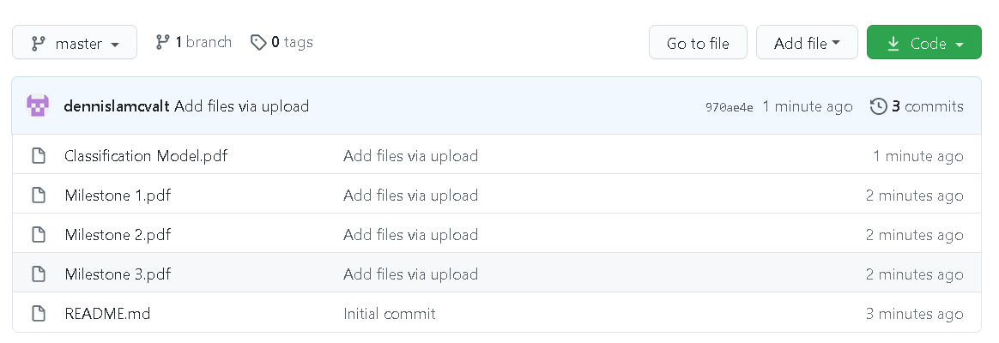 master 1 branch 0 tags Go to file Add file Code
dennislamcvalt Add files via upload 970ae4e 1 minute ago 3 commits
Classification Model.pdf Add files via upload 1 minute ago
Milestone 1.pdf Add files via upload 2 minutes ago
Milestone 2.pdf Add files via upload 2 minutes ago
Milestone 3.pdf Add files via upload 2 minutes ago
README.md Initial commit 3 minutes ago